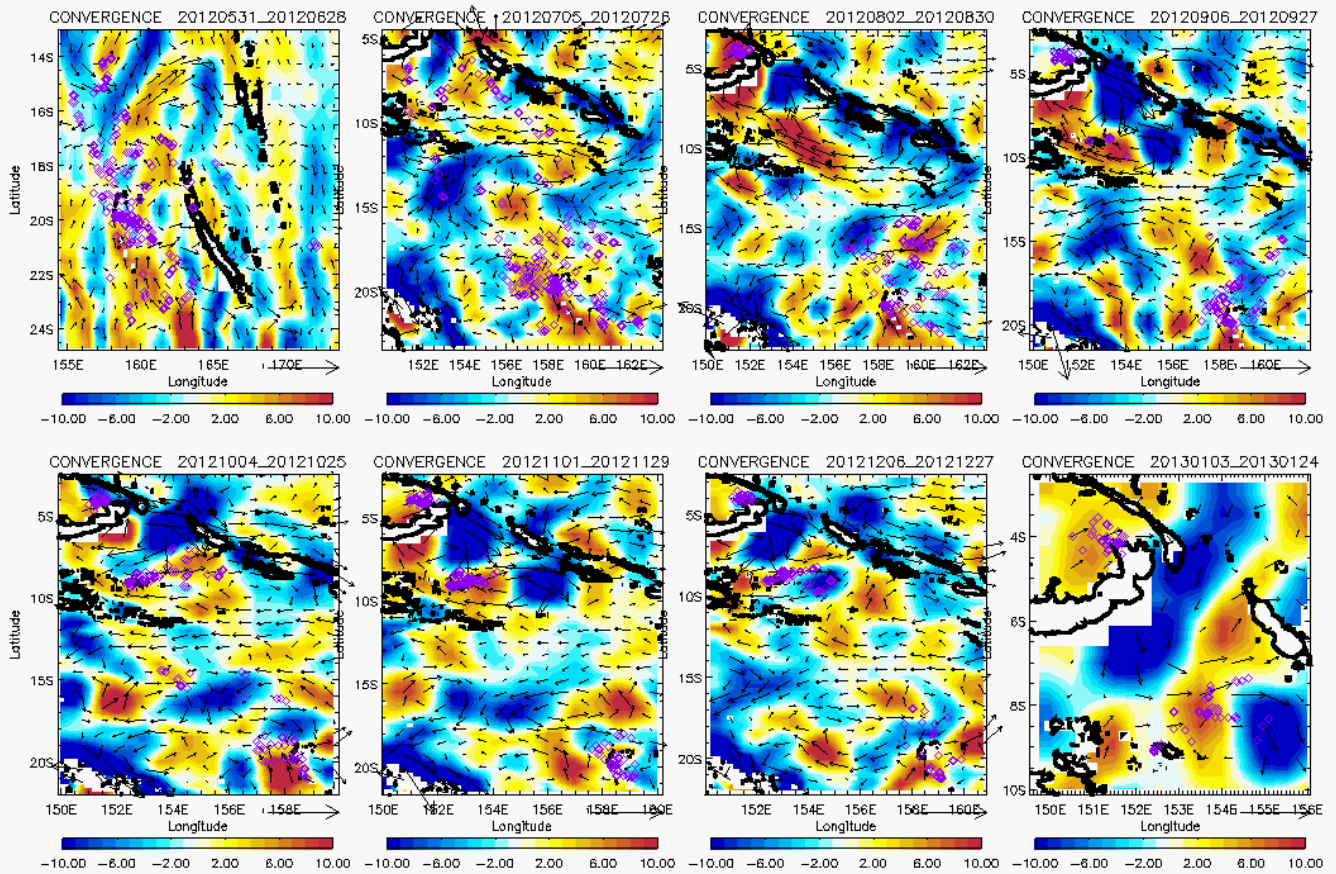 CONVERGENCE 20120531_20120628
CONVERGENCE 20120705_20120726
CONVERGENCE 20120802_20120830
CONVERGENCE 20120906_20120927
14S
16S
18S
20S
22S
24S
Latitude
155E 160E 165E 170E
Longitude
-10.00 -6.00 -2.00 2.00 6.00 10.00
5S
10S
15S
20S
Latitude
152E 154E 156E 158E 160E 162E
Longitude
-10.00 -6.00 -2.00 2.00 6.00 10.00
5S
10S
15S
20S
Latitude
150E 152E 154E 156E 158E 160E 162E
Longitude
-10.00 -6.00 -2.00 2.00 6.00 10.00
5S
10S
15S
20S
Latitude
150E 152E 154E 156E 158E 160E
Longitude
-10.00 -6.00 -2.00 2.00 6.00 10.00
CONVERGENCE 20121004_20121025
CONVERGENCE 20121101_20121129
CONVERGENCE 20121206_20121227
CONVERGENCE 20130103_20130124
5S
10S
15S
20S
Latitude
150E 152E 154E 156E 158E
Longitude
-10.00 -6.00 -2.00 2.00 6.00 10.00
5S
10S
15S
20S
Latitude
150E 152E 154E 156E 158E 160E
Longitude
-10.00 -6.00 -2.00 2.00 6.00 10.00
5S
10S
15S
20S
Latitude
152E 154E 156E 158E 160E
Longitude
-10.00 -6.00 -2.00 2.00 6.00 10.00
4S
6S
8S
10S
Latitude
150E 151E 152E 153E 154E 155E 156E
Longitude
-10.00 -6.00 -2.00 2.00 6.00 10.00